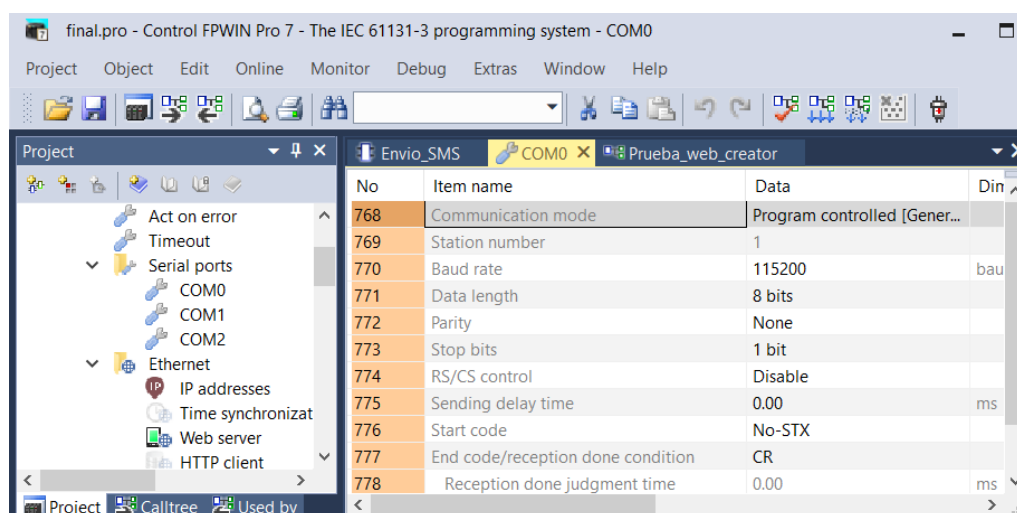 final.pro - Control FPWIN Pro 7 - The IEC 61131-3 programming system - COM0
Project Object Edit Online Monitor Debug Extras Window Help
Project
Envio_SMS COM0 Prueba_web_creator
Act on error
Timeout
Serial ports
COM0
COM1
COM2
Ethernet
IP addresses
Time synchronizat
Web server
HTTP client
Project Calltree Used by
No Item name Data Dim
768 Communication mode Program controlled [Gener...
769 Station number 1
770 Baud rate 115200 bau
771 Data length 8 bits
772 Parity None
773 Stop bits 1 bit
774 RS/CS control Disable
775 Sending delay time 0.00 ms
776 Start code No-STX
777 End code/reception done condition CR
778 Reception done judgment time 0.00 ms